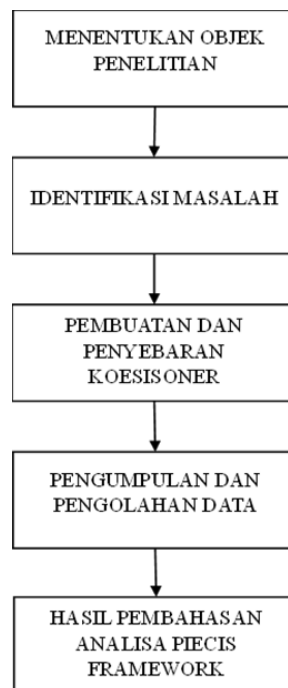 MENENTUKAN OBJEK
PENELITIAN
IDENTIFIKASI MASALAH
PEMBUATAN DAN
PENYEBARAN
KOESISONER
PENGUMPULAN DAN
PENGOLAHAN DATA
HASIL PEMBAHASAN
ANALISA PIECIS
FRAMEWORK